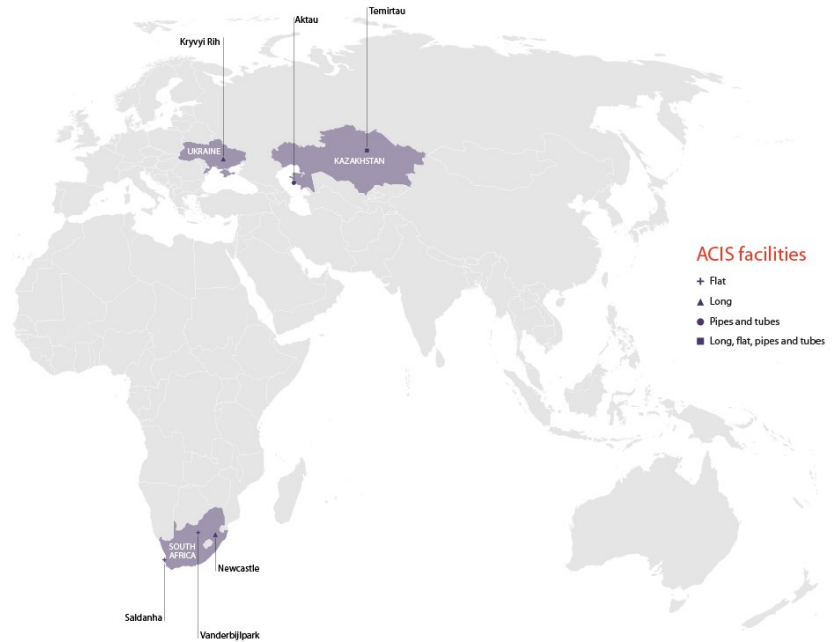 Temirtau
Aktau
Kryvyi Rih
UKRAINE
KAZAKHSTAN
ACIS facilities
Flat
Long
Pipes and tubes
Long, flat, pipes and tubes
SOUTH
AFRICA
Newcastle
Saldanha
Vanderbijlpark